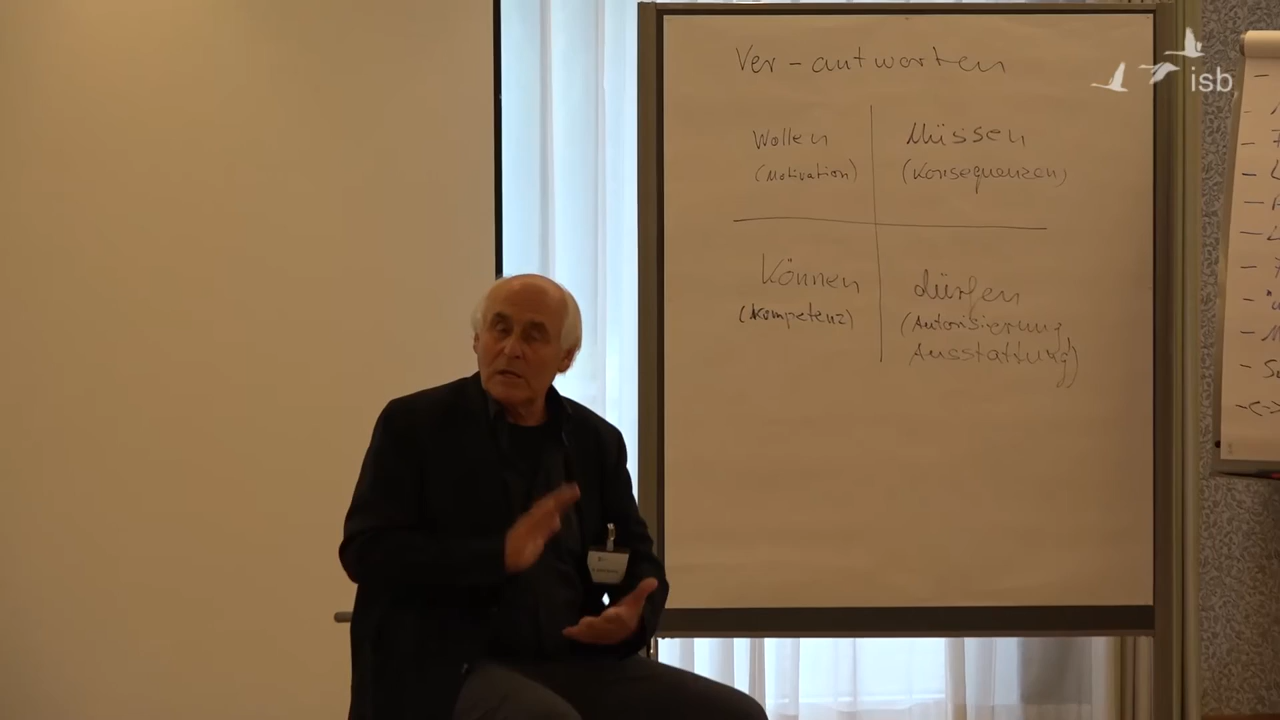 Ver-antworten
Wollen
(Motivation)
Müssen
(Konsequenzen)
Können
(Kompetenz)
dürfen
(Autorisierung,
Ausstattung)
isb